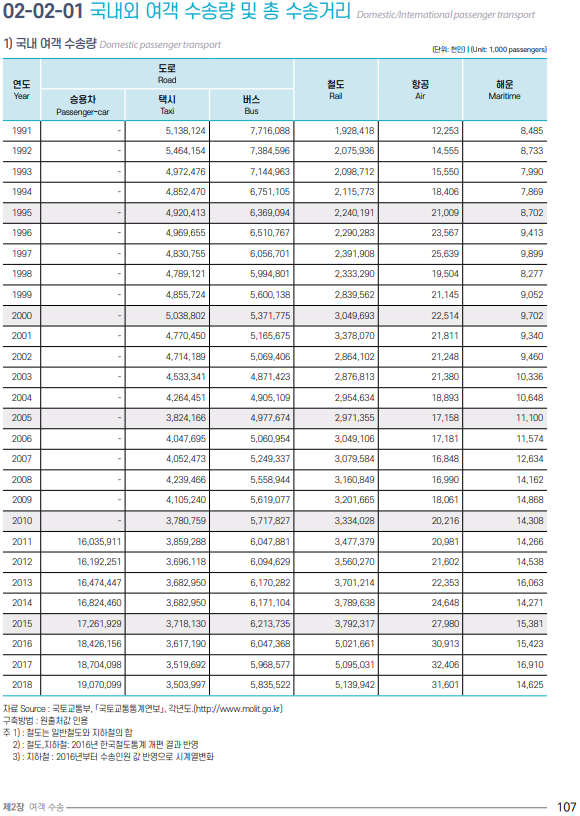 02-02-01 국내외 여객 수송량 및 총 수송거리 Domestic/International passenger transport
1) 국내 여객 수송량 Domestic passenger transport (단위: 천인) | (Unit: 1,000 passengers)
연도 Year 도로 Road 철도 Rail 항공 Air 해운 Maritime
승용차 Passenger-car 택시 Taxi 버스 Bus
1991 - 5,138,124 7,716,088 1,928,418 12,253 8,485
1992 - 5,464,154 7,384,596 2,075,936 14,555 8,733
1993 - 4,972,476 7,144,963 2,098,712 15,550 7,990
1994 - 4,852,470 6,751,105 2,115,773 18,406 7,869
1995 - 4,920,413 6,369,094 2,240,191 21,009 8,702
1996 - 4,969,655 6,510,767 2,290,283 23,567 9,413
1997 - 4,830,755 6,056,701 2,391,908 25,639 9,899
1998 - 4,789,121 5,994,801 2,333,290 19,504 8,277
1999 - 4,855,724 5,600,138 2,839,562 21,145 9,052
2000 - 5,038,802 5,371,775 3,049,693 22,514 9,702
2001 - 4,770,450 5,165,675 3,378,070 21,811 9,340
2002 - 4,714,189 5,069,406 2,864,102 21,248 9,460
2003 - 4,533,341 4,871,423 2,876,813 21,380 10,336
2004 - 4,264,451 4,905,109 2,954,634 18,893 10,648
2005 - 3,824,166 4,977,674 2,971,355 17,158 11,100
2006 - 4,047,695 5,060,954 3,049,106 17,181 11,574
2007 - 4,052,473 5,249,337 3,079,584 16,848 12,634
2008 - 4,239,466 5,558,944 3,160,849 16,990 14,162
2009 - 4,105,240 5,619,077 3,201,665 18,061 14,868
2010 - 3,780,759 5,717,827 3,334,028 20,216 14,308
2011 16,035,911 3,859,288 6,047,881 3,477,379 20,981 14,266
2012 16,192,251 3,696,118 6,094,629 3,560,270 21,602 14,538
2013 16,474,447 3,682,950 6,170,282 3,701,214 22,353 16,063
2014 16,824,460 3,682,950 6,171,104 3,789,638 24,648 14,271
2015 17,261,929 3,718,130 6,213,735 3,792,317 27,980 15,381
2016 18,426,156 3,617,190 6,047,368 5,021,661 30,913 15,423
2017 18,704,098 3,519,692 5,968,577 5,095,031 32,406 16,910
2018 19,070,099 3,503,997 5,835,522 5,139,942 31,601 14,625
자료 Source : 국토교통부, 「국토교통통계연보」, 각년도.(http://www.molit.go.kr)
구축방법 : 원출처값 인용
주 1) : 철도는 일반철도와 지하철의 합
2) : 철도,지하철: 2016년 한국철도통계 개편 결과 반영
3) : 지하철 : 2016년부터 수송인원 값 반영으로 시계열변화
제2장 여객 수송 107